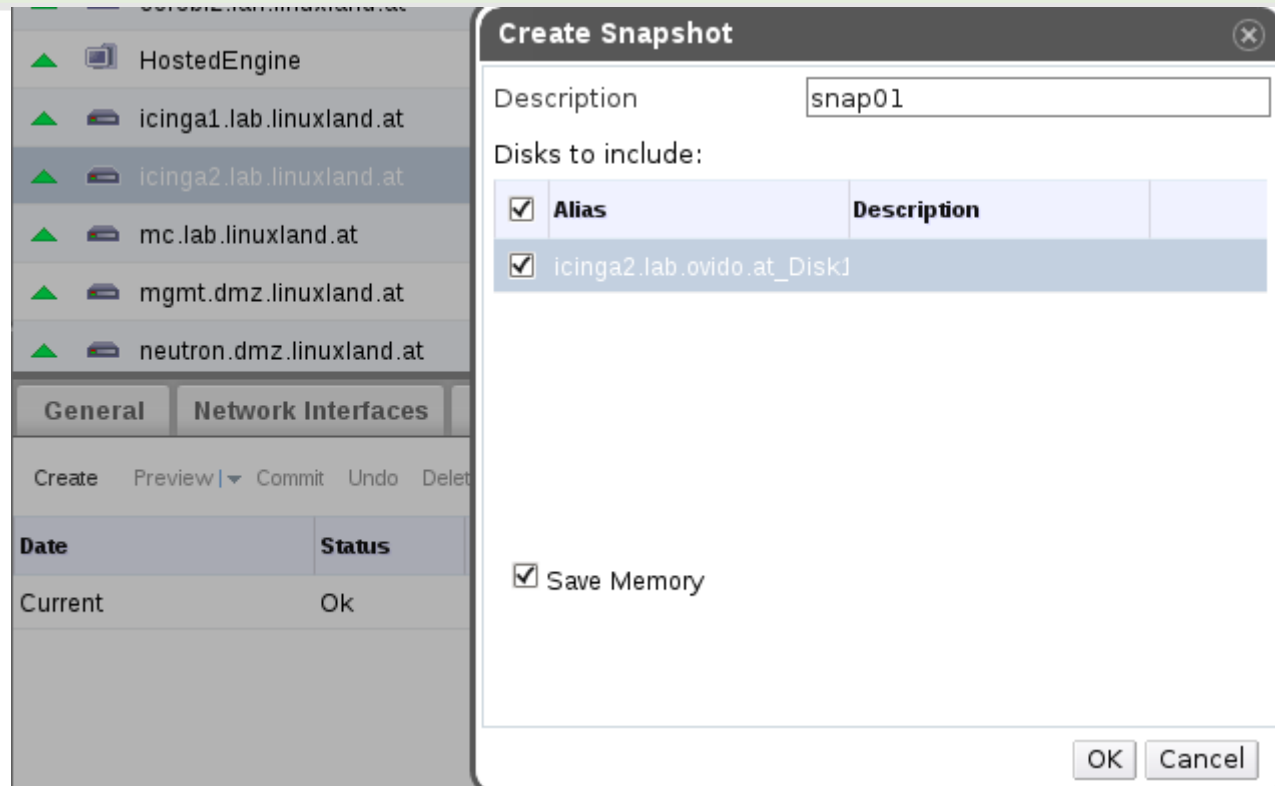 HostedEngine
icinga1.lab.linuxland.at
icinga2.lab.linuxland.at
mc.lab.linuxland.at
mgmt.dmz.linuxland.at
neutron.dmz.linuxland.at
General Network Interfaces
Create Preview Commit Undo Delet
Date Status
Current Ok
Create Snapshot
Description snap01
Disks to include:
Alias Description
icinga2.lab.ovido.at_Disk1
Save Memory
OK Cancel